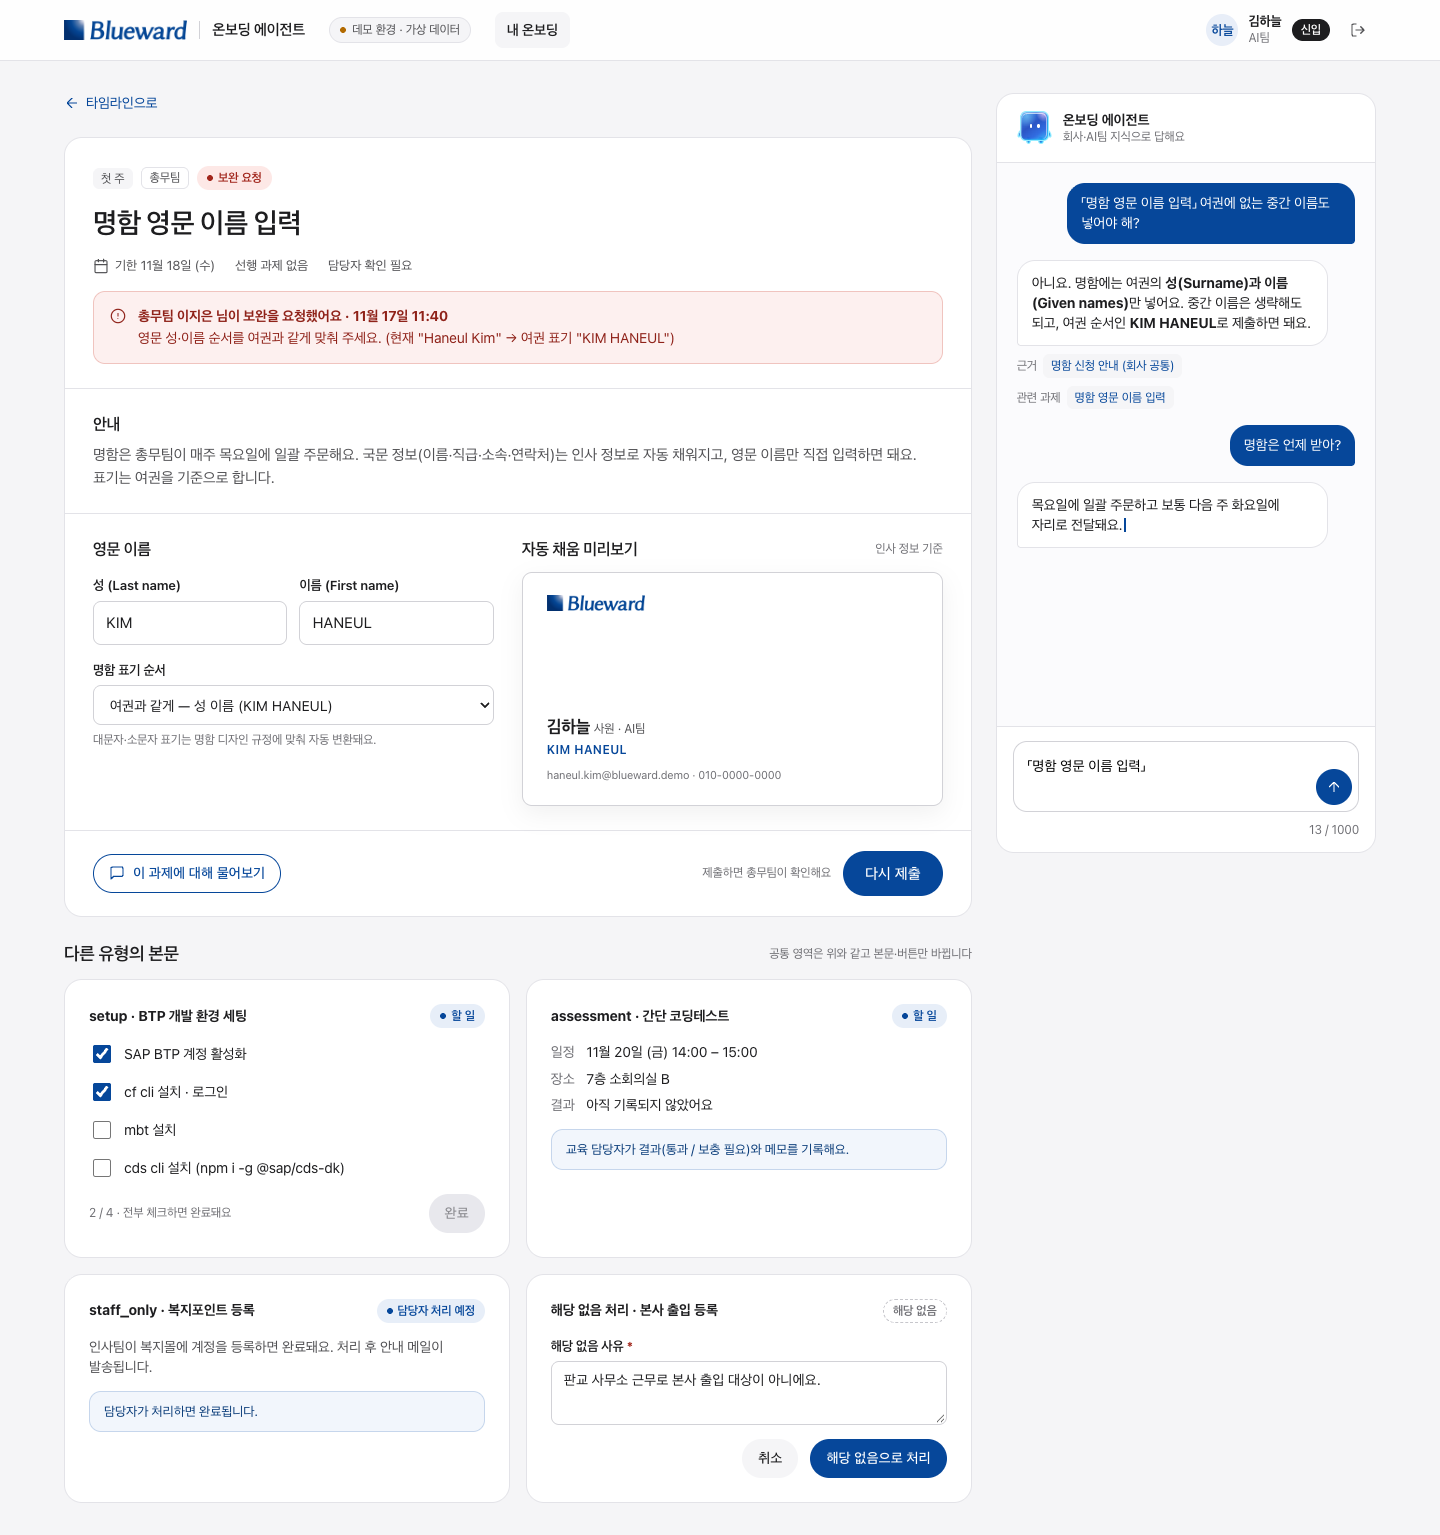 Blueward
온보딩 에이전트
데모 환경 · 가상 데이터
내 온보딩
하늘
김하늘
AI팀
신입
타임라인으로
첫 주
총무팀
보완 요청
명함 영문 이름 입력
기한 11월 18일 (수)
선행 과제 없음
담당자 확인 필요
총무팀 이지은 님이 보완을 요청했어요 · 11월 17일 11:40
영문 성·이름 순서를 여권과 같게 맞춰 주세요. (현재 "Haneul Kim" → 여권 표기 "KIM HANEUL")
안내
명함은 총무팀이 매주 목요일에 일괄 주문해요. 국문 정보(이름·직급·소속·연락처)는 인사 정보로 자동 채워지고, 영문 이름만 직접 입력하면 돼요.
표기는 여권을 기준으로 합니다.
영문 이름
성 (Last name)
이름 (First name)
KIM
HANEUL
명함 표기 순서
여권과 같게 — 성 이름 (KIM HANEUL)
대문자·소문자 표기는 명함 디자인 규정에 맞춰 자동 변환돼요.
자동 채움 미리보기
인사 정보 기준
Blueward
김하늘 사원 · AI팀
KIM HANEUL
haneul.kim@blueward.demo · 010-0000-0000
이 과제에 대해 물어보기
제출하면 총무팀이 확인해요
다시 제출
다른 유형의 본문
공통 영역은 위와 같고 본문·버튼만 바뀝니다
setup · BTP 개발 환경 세팅
할 일
SAP BTP 계정 활성화
cf cli 설치 · 로그인
mbt 설치
cds cli 설치 (npm i -g @sap/cds-dk)
2 / 4 · 전부 체크하면 완료돼요
완료
assessment · 간단 코딩테스트
할 일
일정 11월 20일 (금) 14:00 – 15:00
장소 7층 소회의실 B
결과 아직 기록되지 않았어요
교육 담당자가 결과(통과 / 보충 필요)와 메모를 기록해요.
staff_only · 복지포인트 등록
담당자 처리 예정
인사팀이 복지몰에 계정을 등록하면 완료돼요. 처리 후 안내 메일이
발송됩니다.
담당자가 처리하면 완료됩니다.
해당 없음 처리 · 본사 출입 등록
해당 없음
해당 없음 사유 *
판교 사무소 근무로 본사 출입 대상이 아니에요.
취소
해당 없음으로 처리
온보딩 에이전트
회사·AI팀 지식으로 답해요
「명함 영문 이름 입력」 여권에 없는 중간 이름도
넣어야 해?
아니요. 명함에는 여권의 성(Surname)과 이름
(Given names)만 넣어요. 중간 이름은 생략해도
되고, 여권 순서인 KIM HANEUL로 제출하면 돼요.
근거 명함 신청 안내 (회사 공통)
관련 과제 명함 영문 이름 입력
명함은 언제 받아?
목요일에 일괄 주문하고 보통 다음 주 화요일에
자리로 전달돼요.
「명함 영문 이름 입력」
13 / 1000